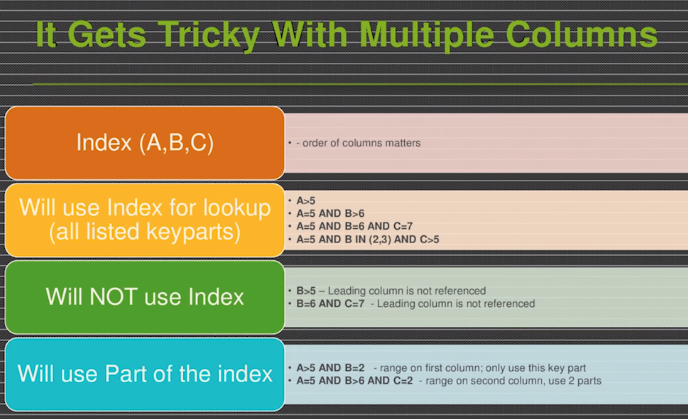 It Gets Tricky With Multiple Columns
Index (A,B,C)
• - order of columns matters
Will use Index for lookup
(all listed keyparts)
• A>5
• A=5 AND B>6
• A=5 AND B=6 AND C=7
• A=5 AND B IN (2,3) AND C>5
Will NOT use Index
• B>5 – Leading column is not referenced
• B=6 AND C=7 - Leading column is not referenced
Will use Part of the index
• A>5 AND B=2 - range on first column; only use this key part
• A=5 AND B>6 AND C=2 - range on second column, use 2 parts